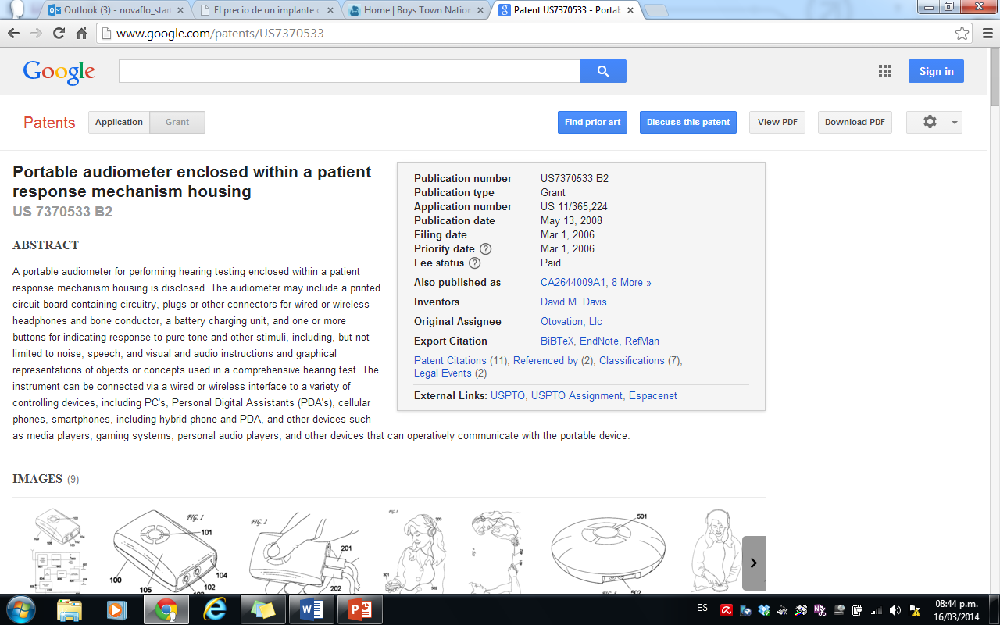 Outlook (3) - novaflo_star
El precio de un implante c
Home | Boys Town Nation
Patent US7370533 - Portab
www.google.com/patents/US7370533
Google
Sign in
Patents
Application
Grant
Find prior art
Discuss this patent
View PDF
Download PDF
Portable audiometer enclosed within a patient
response mechanism housing
US 7370533 B2
ABSTRACT
A portable audiometer for performing hearing testing enclosed within a patient
response mechanism housing is disclosed. The audiometer may include a printed
circuit board containing circuitry, plugs or other connectors for wired or wireless
headphones and bone conductor, a battery charging unit, and one or more
buttons for indicating response to pure tone and other stimuli, including, but not
limited to noise, speech, and visual and audio instructions and graphical
representations of objects or concepts used in a comprehensive hearing test. The
instrument can be connected via a wired or wireless interface to a variety of
controlling devices, including PC's, Personal Digital Assistants (PDA's), cellular
phones, smartphones, including hybrid phone and PDA, and other devices such
as media players, gaming systems, personal audio players, and other devices that can operatively communicate with the portable device.
Publication number US7370533 B2
Publication type Grant
Application number US 11/365,224
Publication date May 13, 2008
Filing date Mar 1, 2006
Priority date ? Mar 1, 2006
Fee status ? Paid
Also published as CA2644009A1, 8 More »
Inventors David M. Davis
Original Assignee Otovation, Llc
Export Citation BiBTeX, EndNote, RefMan
Patent Citations (11), Referenced by (2), Classifications (7),
Legal Events (2)
External Links: USPTO, USPTO Assignment, Espacenet
IMAGES (9)
FIG. 1
101
100
105
104
102
FIG. 2
201
202
303
301
302
402
401
501
502
ES
08:44 p.m.
16/03/2014